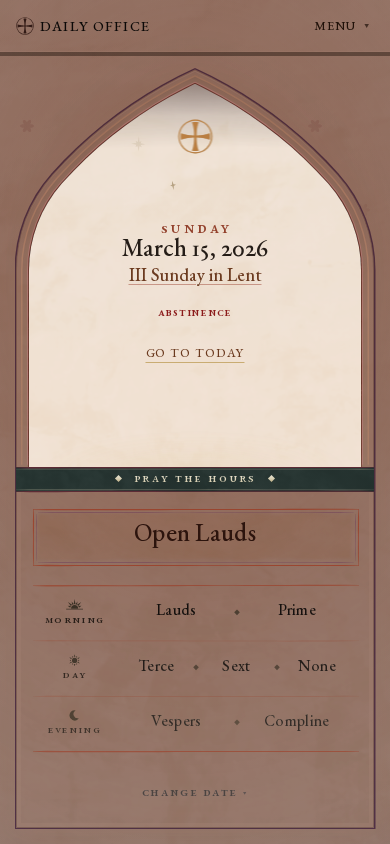 DAILY OFFICE MENU
SUNDAY
March 15, 2026
III Sunday in Lent
ABSTINENCE
GO TO TODAY
PRAY THE HOURS
Open Lauds
MORNING Lauds Prime
DAY Terce Sext None
EVENING Vespers Compline
CHANGE DATE